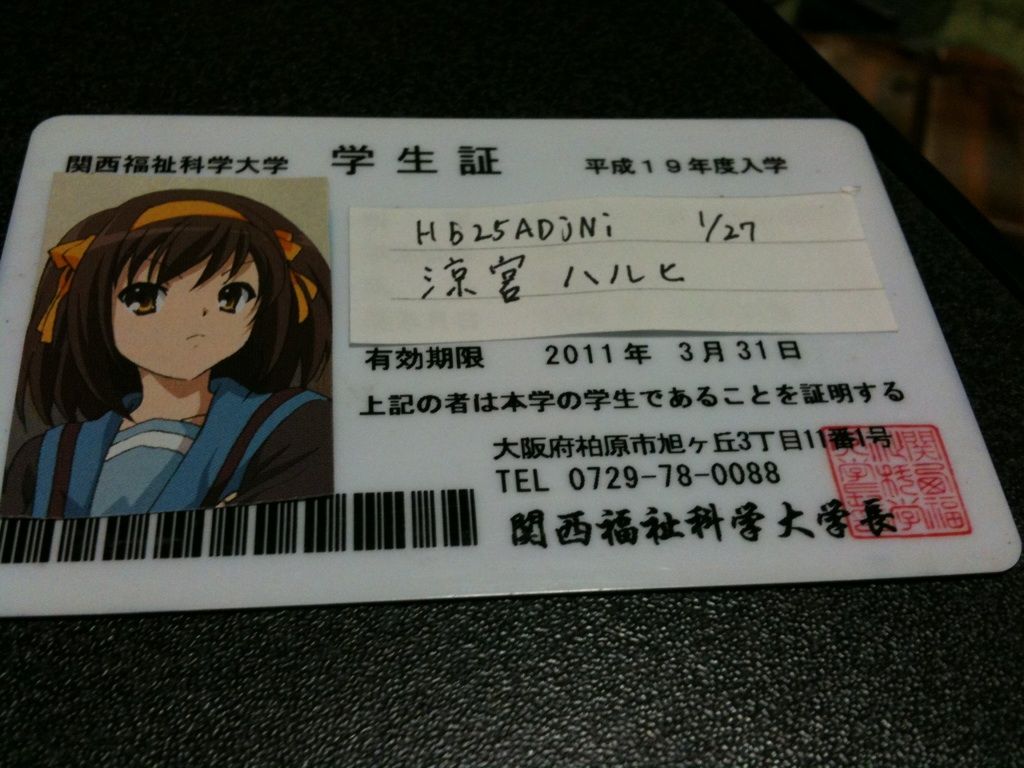 関西福祉科学大学 学生証 平成19年度入学
HB25ADjNi 1/27
涼宮 ハルヒ
有効期限 2011年 3月31日
上記の者は本学の学生であることを証明する
大阪府柏原市旭ヶ丘3丁目11番1号
TEL 0729-78-0088
関西福祉科学大学長